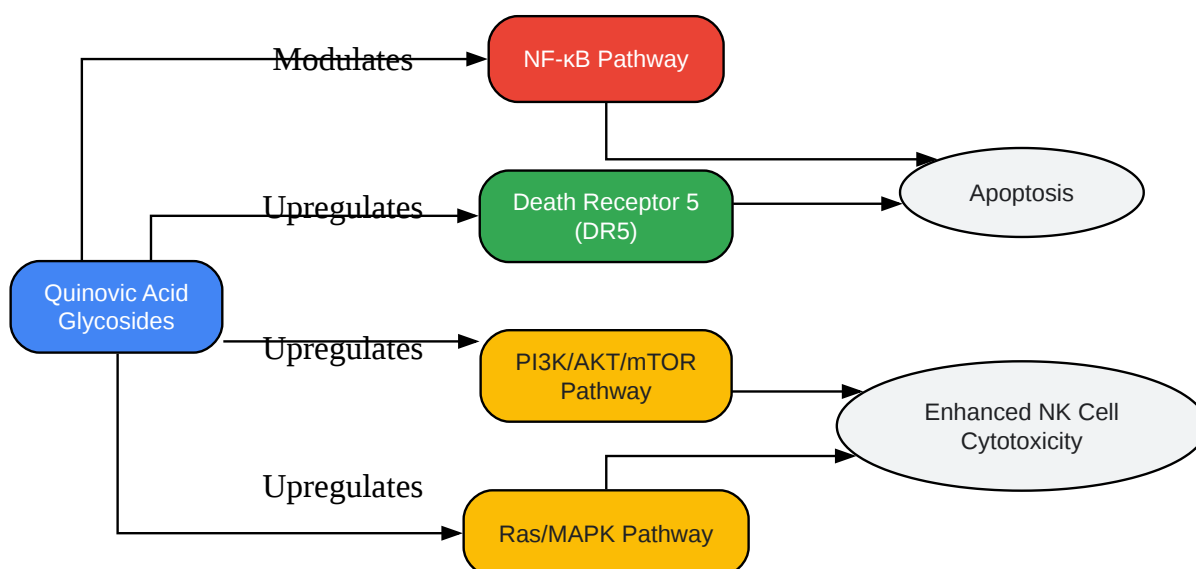 Modulates
NF-κB Pathway
Upregulates
Death Receptor 5
(DR5)
Apoptosis
Quinovic Acid
Glycosides
Upregulates
PI3K/AKT/mTOR
Pathway
Enhanced NK Cell
Cytotoxicity
Upregulates
Ras/MAPK Pathway